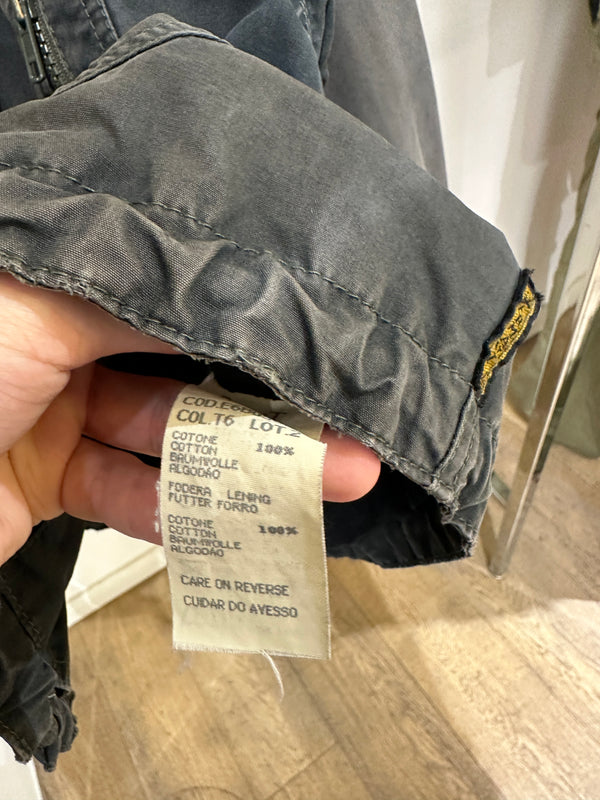 COL.T6 LOT.2
COTONE 100%
COTTON
BAUMWOLLE
ALGODAO
FODERA LENING
FUTTER FORRO
COTONE 100%
COTTON
BAUMWOLLE
ALGODAO
CARE ON REVERSE
CUIDAR DO AVESSO